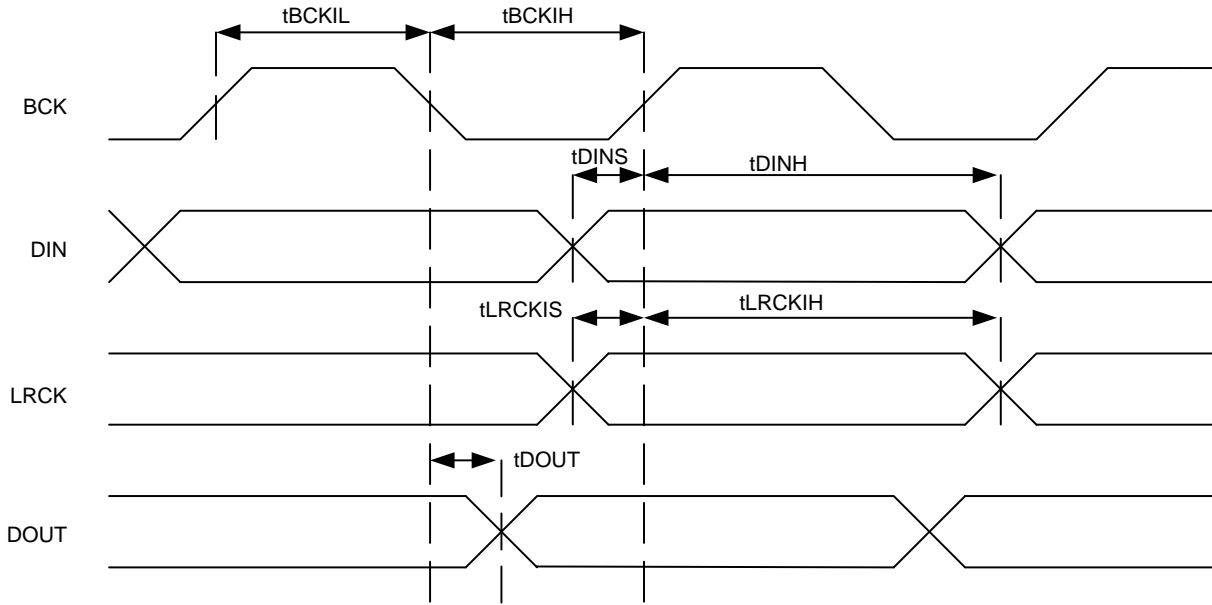 tBCKIL
tBCKIH
BCK
tDINS
tDINH
DIN
tLRCKIS
tLRCKIH
LRCK
tDOUT
DOUT